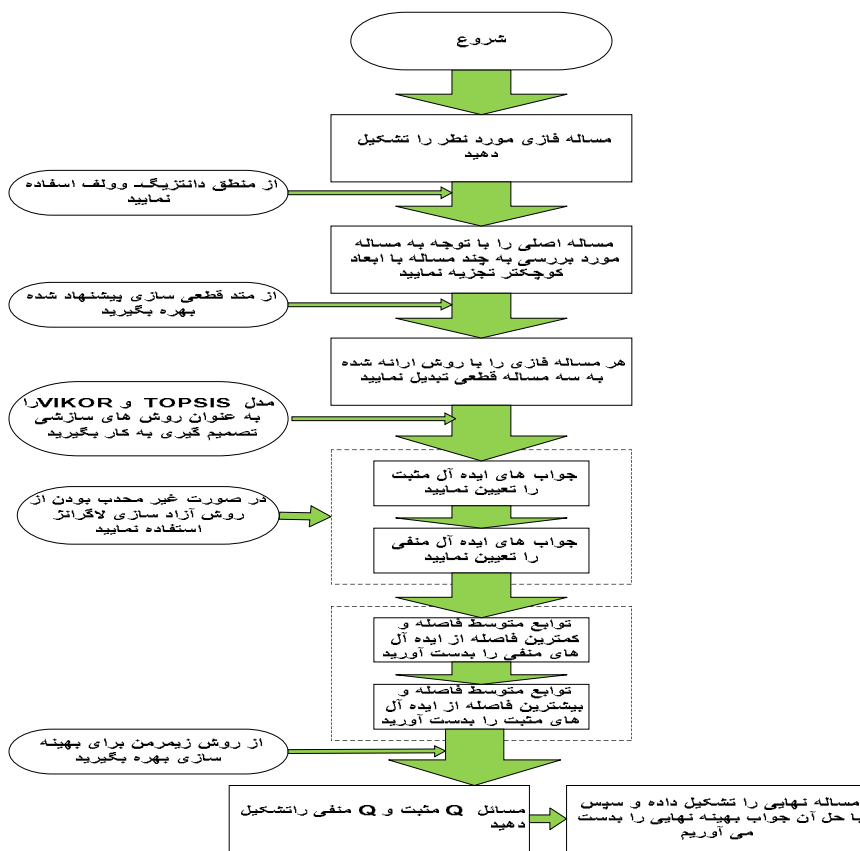 شروع
مساله فازی مورد نطر را تشکیل
دهید
از منطق دانتزیگ- وولف اسفاده
نمایید
مساله اصلی را با توجه به مساله
مورد بررسی به چند مساله با ابعاد
کوچکتر تجزیه نمایید
از متد قطعی سازی پیشنهاد شده
بهره بگیرید
هر مساله فازی را با روش ارائه شده
به سه مساله قطعی تبدیل نمایید
مدل TOPSIS و VIKORرا
به عنوان روش های سازشی
تصمیم گیری به کار بگیرید
جواب های ایده آل مثبت
را تعیین نمایید
در صورت غیر محدب بودن از
روش آزاد سازی لاگرانژ
استفاده نمایید
جواب های ایده آل منفی
را تعیین نمایید
توابع متوسط فاصله و
کمترین فاصله از ایده آل
های منفی را بدست آورید
توابع متوسط فاصله و
بیشترین فاصله از ایده آل
های مثبت را بدست آورید
از روش زیمرمن برای بهینه
سازی بهره بگیرید
مسائل Q مثبت و Q منفی راتشکیل
دهید
مساله نهایی را تشکیل داده و سپس
با حل آن جواب بهینه نهایی را بدست
می آوریم